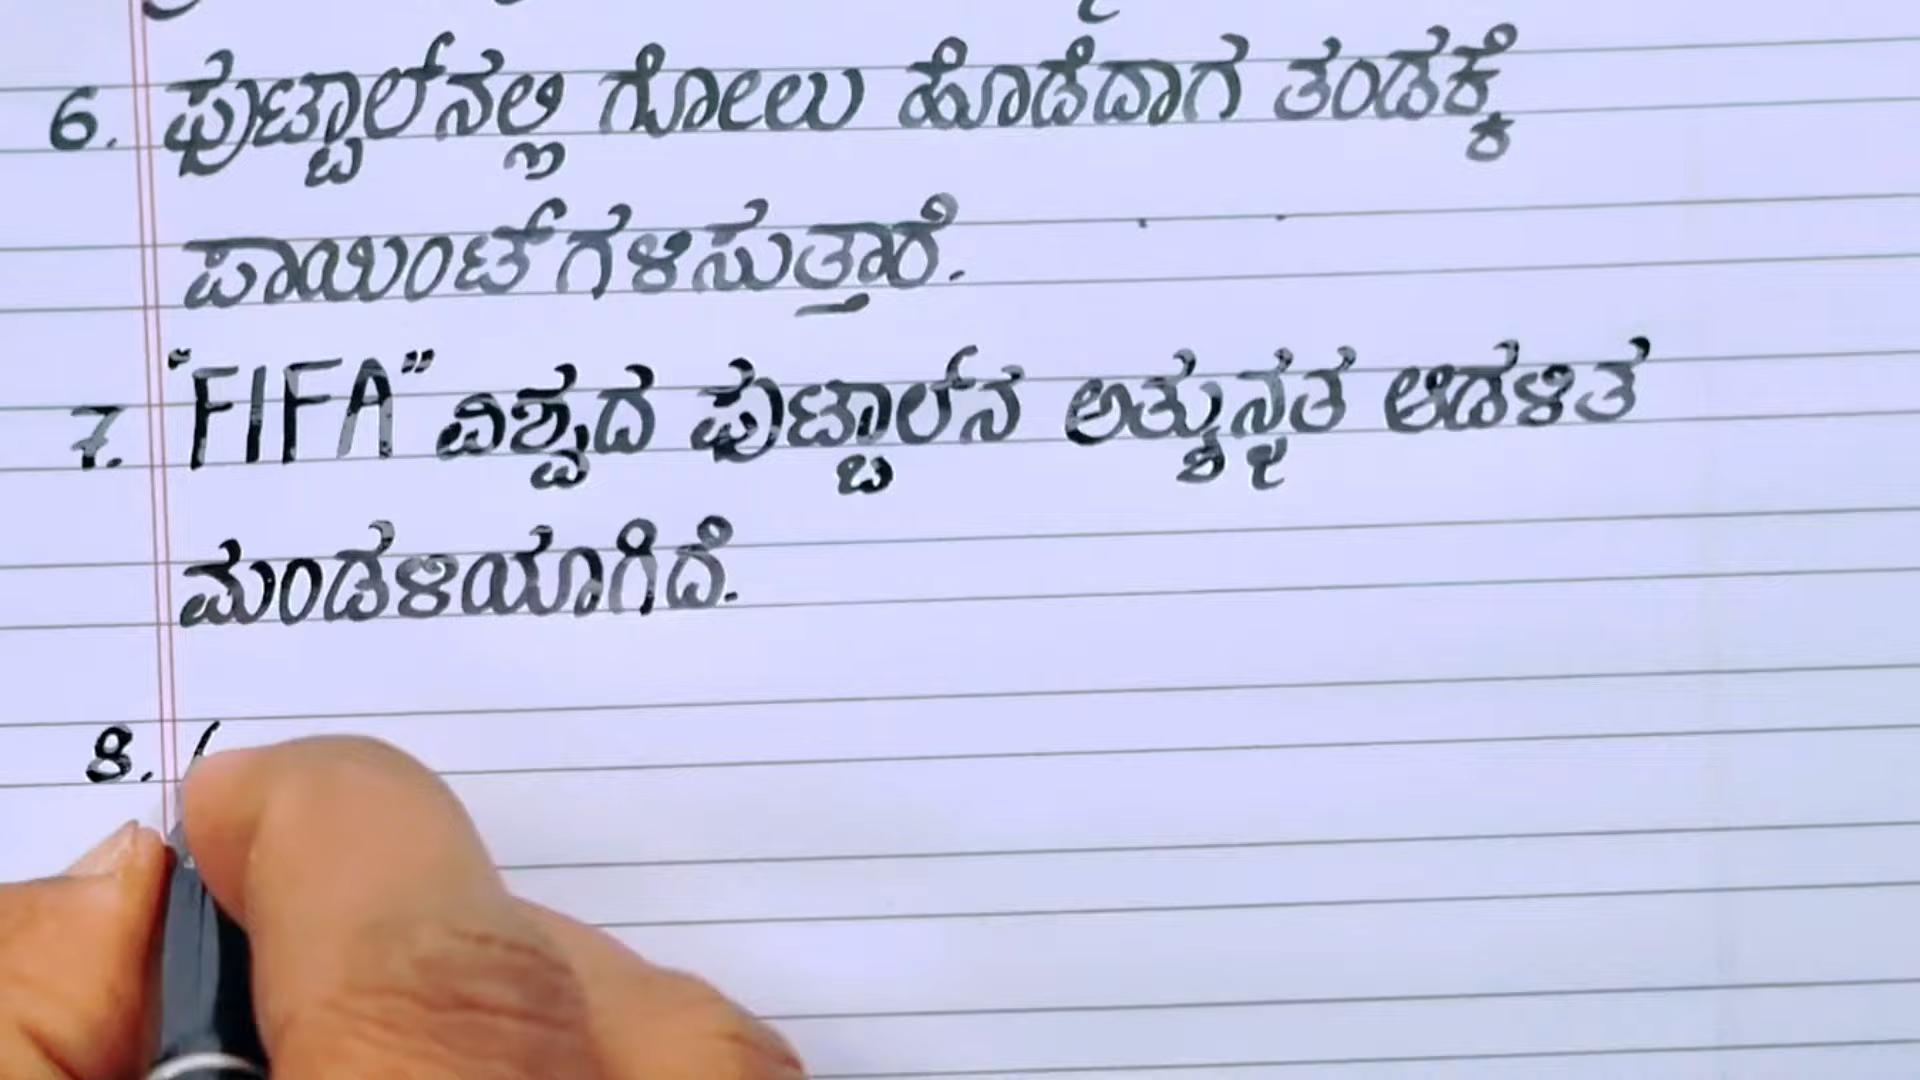 6. ಫುಟ್ಬಾಲ್‌ನಲ್ಲಿ ಗೋಲು ಹೊಡೆದಾಗ ತಂಡಕ್ಕೆ
ಪಾಯಿಂಟ್ ಗಳಿಸುತ್ತಾರೆ.
7. "FIFA" ವಿಶ್ವದ ಫುಟ್ಬಾಲ್‌ನ ಅತ್ಯುನ್ನತ ಆಡಳಿತ
ಮಂಡಳಿಯಾಗಿದೆ.
8.